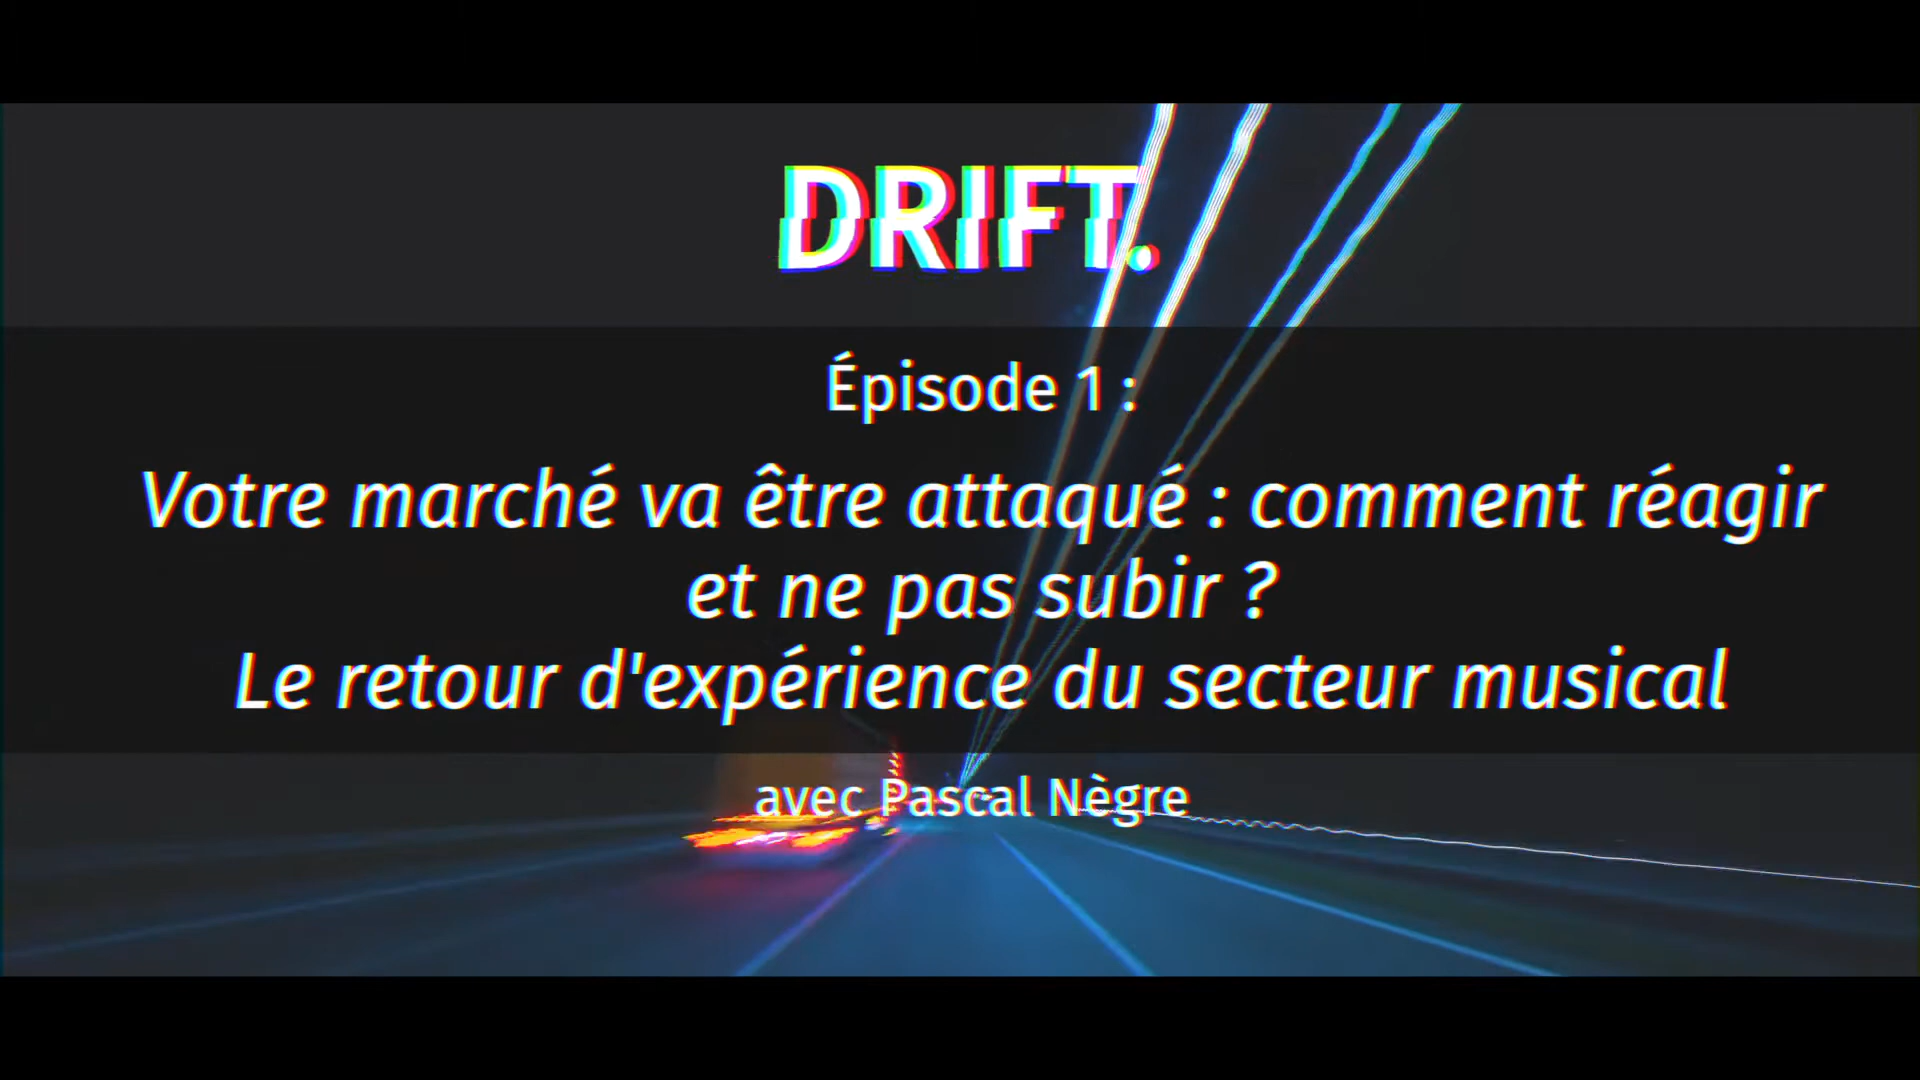 DRIFT.
Épisode 1 :
Votre marché va être attaqué : comment réagir
et ne pas subir ?
Le retour d'expérience du secteur musical
avec Pascal Nègre